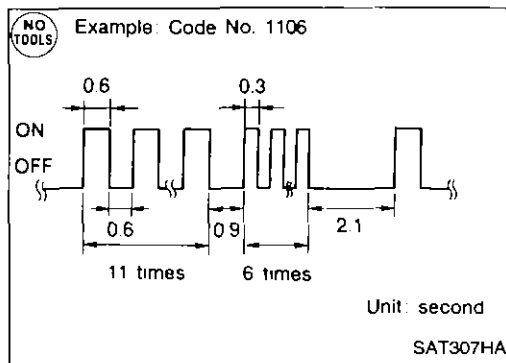 NO TOOLS
Example: Code No. 1106
0.6
0.3
ON
OFF
0.6
0.9
2.1
11 times
6 times
Unit: second
SAT307HA